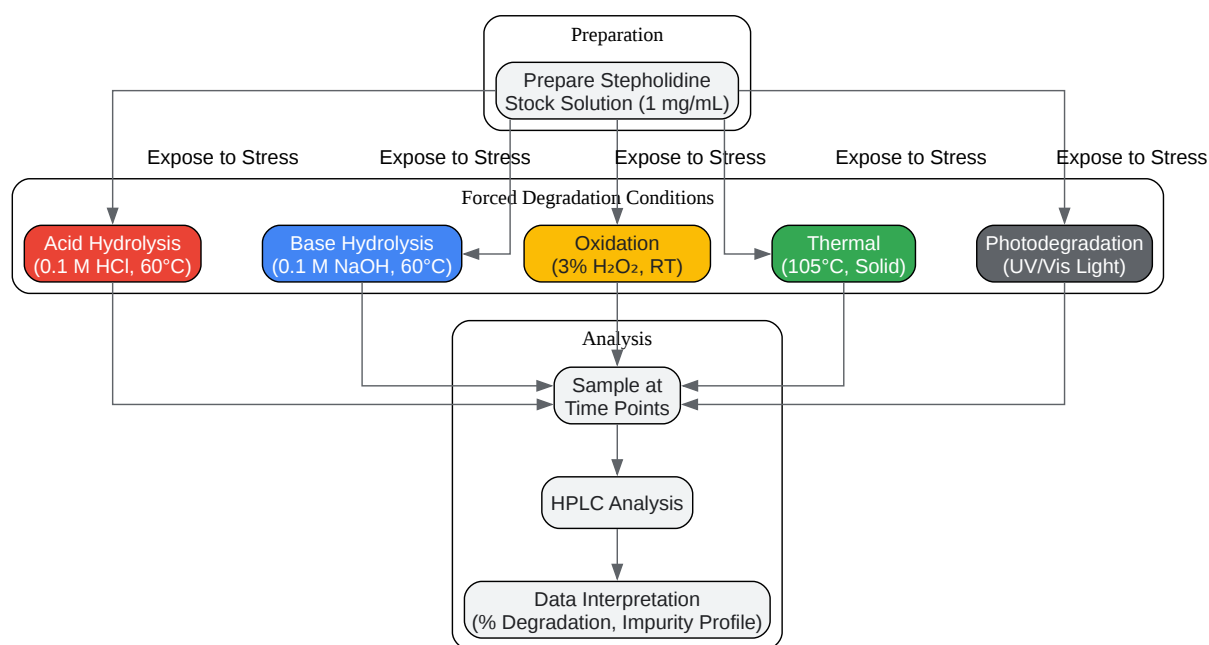 Preparation
Prepare Stepholidine
Stock Solution (1 mg/mL)
Expose to Stress
Expose to Stress
Expose to Stress
Expose to Stress
Expose to Stress
Forced Degradation Conditions
Acid Hydrolysis
(0.1 M HCl, 60°C)
Base Hydrolysis
(0.1 M NaOH, 60°C)
Oxidation
(3% H₂O₂, RT)
Thermal
(105°C, Solid)
Photodegradation
(UV/Vis Light)
Analysis
Sample at
Time Points
HPLC Analysis
Data Interpretation
(% Degradation, Impurity Profile)